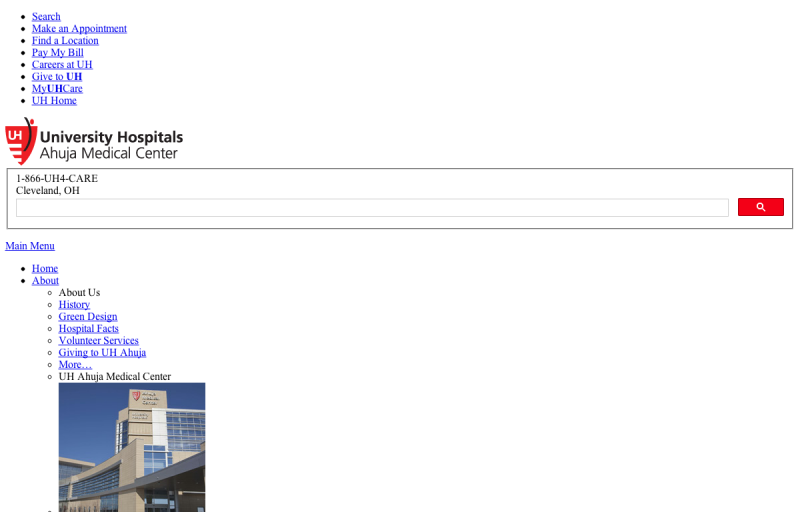 Search
Make an Appointment
Find a Location
Pay My Bill
Careers at UH
Give to UH
MyUHCare
UH Home
UH University Hospitals
Ahuja Medical Center
1-866-UH4-CARE
Cleveland, OH
Main Menu
Home
About
About Us
History
Green Design
Hospital Facts
Volunteer Services
Giving to UH Ahuja
More…
UH Ahuja Medical Center